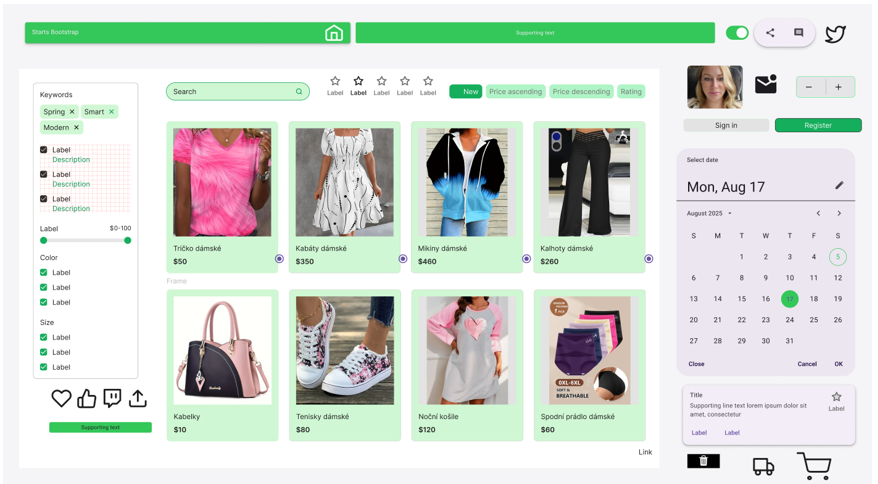 Starts Bootstrap
Supporting text
Keywords
Spring
Smart
Modern
Label
Description
Label
Description
Label
Description
Label $0-100
Color
Label
Label
Label
Size
Label
Label
Label
Supporting text
Search
Label Label Label Label Label
New Price ascending Price descending Rating
Tričko dámské
$50
Kabáty dámské
$350
Mikiny dámské
$460
Kalhoty dámské
$260
Frame
Kabelky
$10
Tenisky dámské
$80
Noční košile
$120
0XL-6XL
SOFT IN
BREATHABLE
Spodní prádlo dámské
$60
Link
Sign in Register
Select date
Mon, Aug 17
August 2025
S M T W T F S
1 2 3 4 5
6 7 8 9 10 11 12
13 14 15 16 17 18 19
20 21 22 23 24 25 26
27 28 29 30 31
Close Cancel OK
Title
Supporting line text lorem ipsum dolor sit
amet, consectetur
Label
Label Label